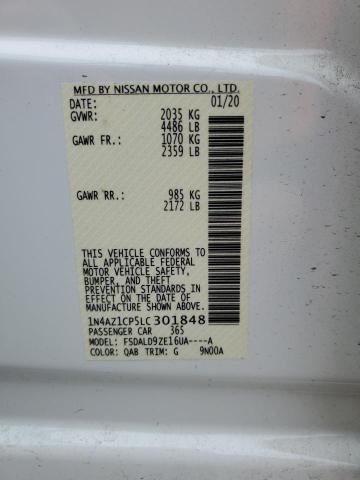 MFD BY NISSAN MOTOR CO., LTD.
DATE: 01/20
GVWR: 2035 KG
4486 LB
GAWR FR.: 1070 KG
2359 LB
GAWR RR.: 985 KG
2172 LB
THIS VEHICLE CONFORMS TO
ALL APPLICABLE FEDERAL
MOTOR VEHICLE SAFETY,
BUMPER, AND THEFT
PREVENTION STANDARDS IN
EFFECT ON THE DATE OF
MANUFACTURE SHOWN ABOVE.
1N4AZ1CP5LC301848
PASSENGER CAR 365
MODEL: FSDALD9ZE16UA----A
COLOR: QAB TRIM: G 9N00A